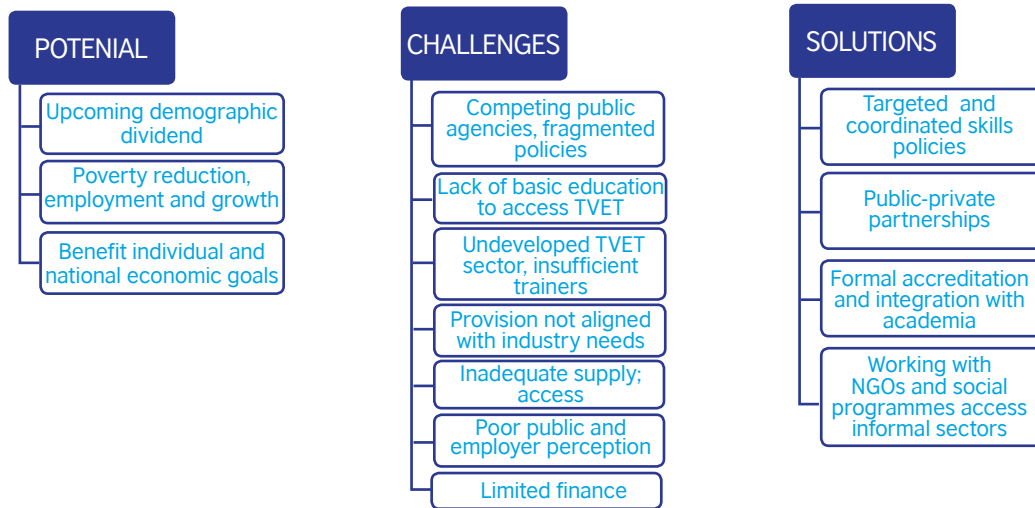 POTENIAL
Upcoming demographic
dividend
Poverty reduction,
employment and growth
Benefit individual and
national economic goals
CHALLENGES
Competing public
agencies, fragmented
policies
Lack of basic education
to access TVET
Undeveloped TVET
sector, insufficient
trainers
Provision not aligned
with industry needs
Inadequate supply;
access
Poor public and
employer perception
Limited finance
SOLUTIONS
Targeted and
coordinated skills
policies
Public-private
partnerships
Formal accreditation
and integration with
academia
Working with
NGOs and social
programmes access
informal sectors